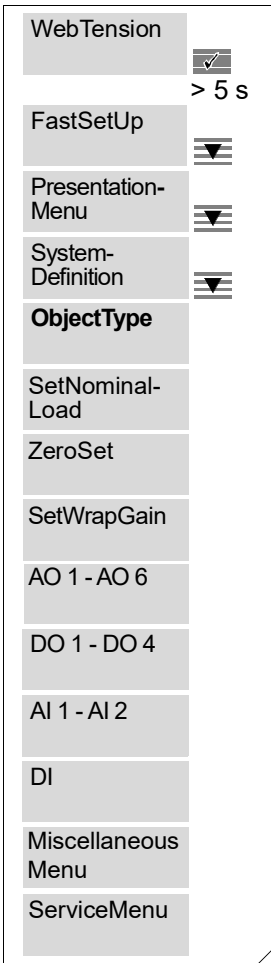 WebTension
> 5 s
FastSetUp
Presentation-
Menu
System-
Definition
ObjectType
SetNominal-
Load
ZeroSet
SetWrapGain
AO 1 - AO 6
DO 1 - DO 4
AI 1 - AI 2
DI
Miscellaneous
Menu
ServiceMenu